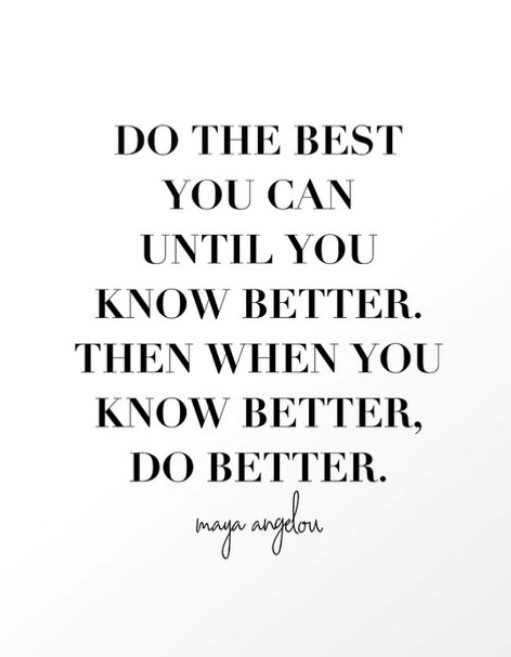 DO THE BEST
YOU CAN
UNTIL YOU
KNOW BETTER.
THEN WHEN YOU
KNOW BETTER,
DO BETTER.
maya angelou